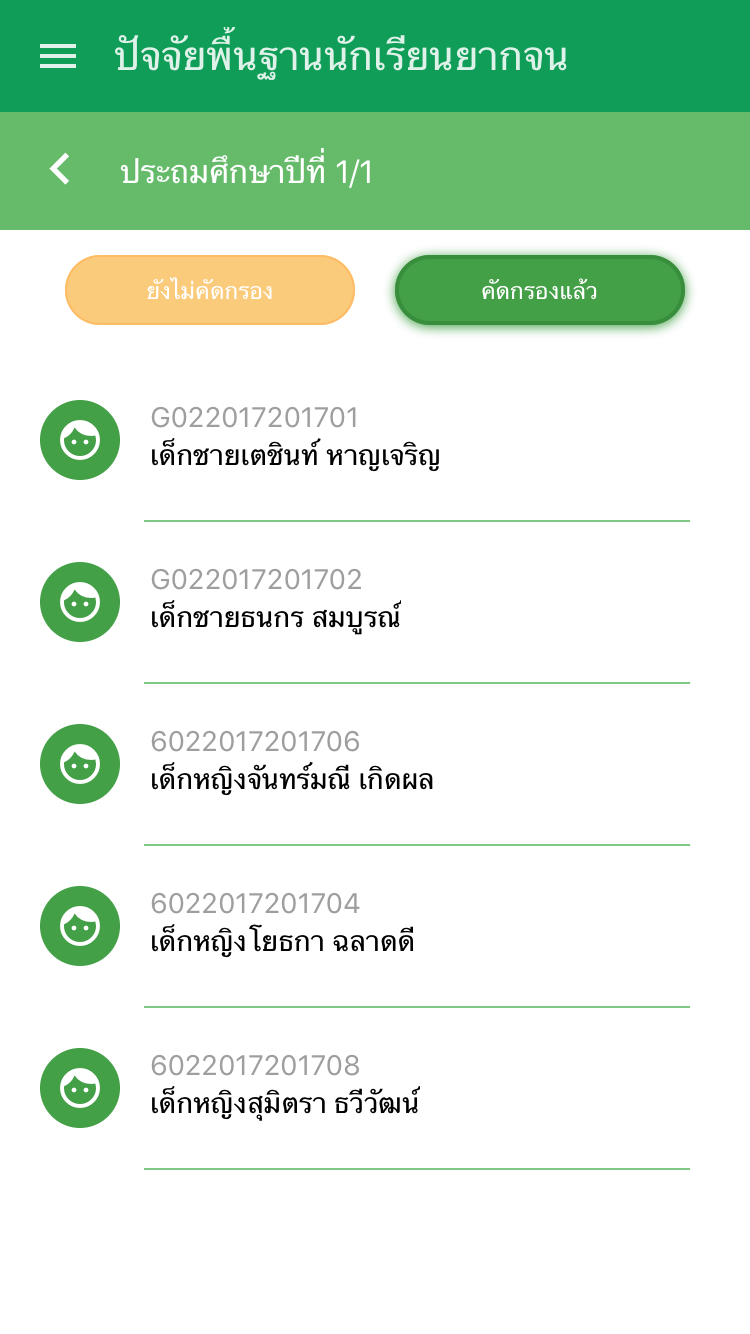 ปัจจัยพื้นฐานนักเรียนยากจน
ประถมศึกษาปีที่ 1/1
ยังไม่คัดกรอง
คัดกรองแล้ว
G022017201701
เด็กชายเตชินท์ หาญเจริญ
G022017201702
เด็กชายธนกร สมบูรณ์
6022017201706
เด็กหญิงจันทร์มณี เกิดผล
6022017201704
เด็กหญิงโยธกา ฉลาดดี
6022017201708
เด็กหญิงสุมิตรา ธวีวัฒน์